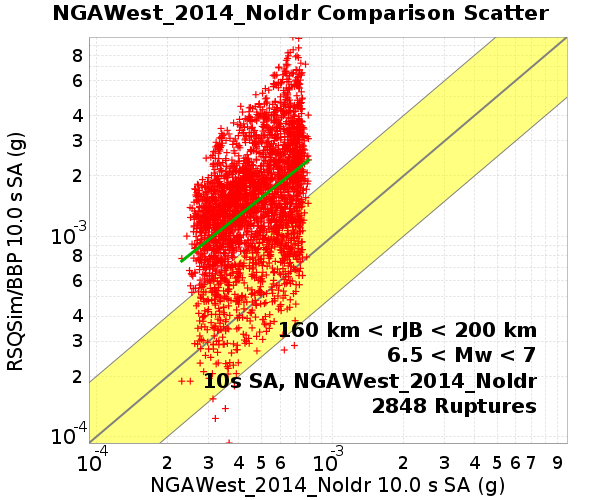 NGAWest_2014_NoIdr Comparison Scatter
RSQSim/BBP 10.0 s SA (g)
8
6
4
3
2
10-3
8
6
4
3
2
10-4
160 km < rJB < 200 km
6.5 < Mw < 7
10s SA, NGAWest_2014_NoIdr
2848 Ruptures
10-4 2 3 4 5 6 10-3 2 3 4 5 6 7 9
NGAWest_2014_NoIdr 10.0 s SA (g)